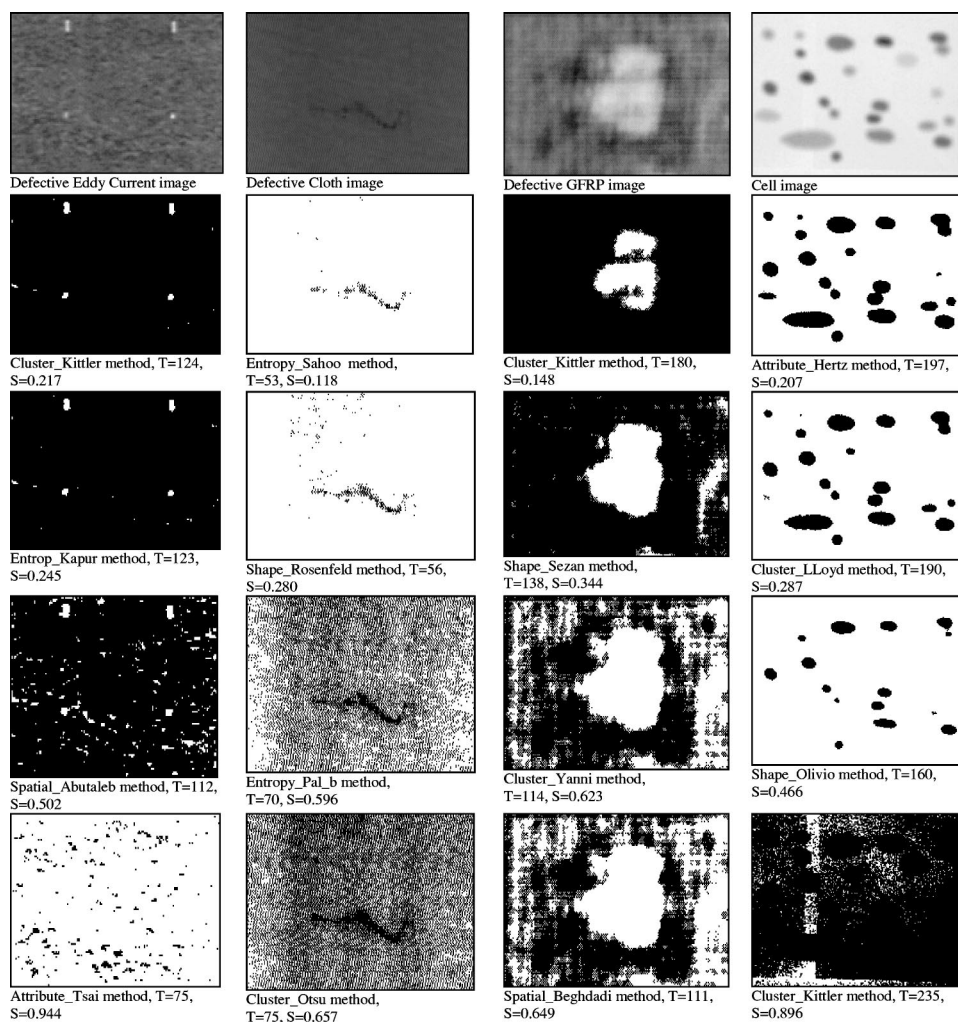 Defective Eddy Current image
Defective Cloth image
Defective GFRP image
Cell image
Cluster_Kittler method, T=124,
S=0.217
Entropy_Sahoo method,
T=53, S=0.118
Cluster_Kittler method, T=180,
S=0.148
Attribute_Hertz method, T=197,
S=0.207
Entrop_Kapur method, T=123,
S=0.245
Shape_Rosenfeld method, T=56,
S=0.280
Shape_Sezan method,
T=138, S=0.344
Cluster_LLoyd method, T=190,
S=0.287
Spatial_Abutaleb method, T=112,
S=0.502
Entropy_Pal_b method,
T=70, S=0.596
Cluster_Yanni method,
T=114, S=0.623
Shape_Olivio method, T=160,
S=0.466
Attribute_Tsai method, T=75,
S=0.944
Cluster_Otsu method,
T=75, S=0.657
Spatial_Beghdadi method, T=111,
S=0.649
Cluster_Kittler method, T=235,
S=0.896